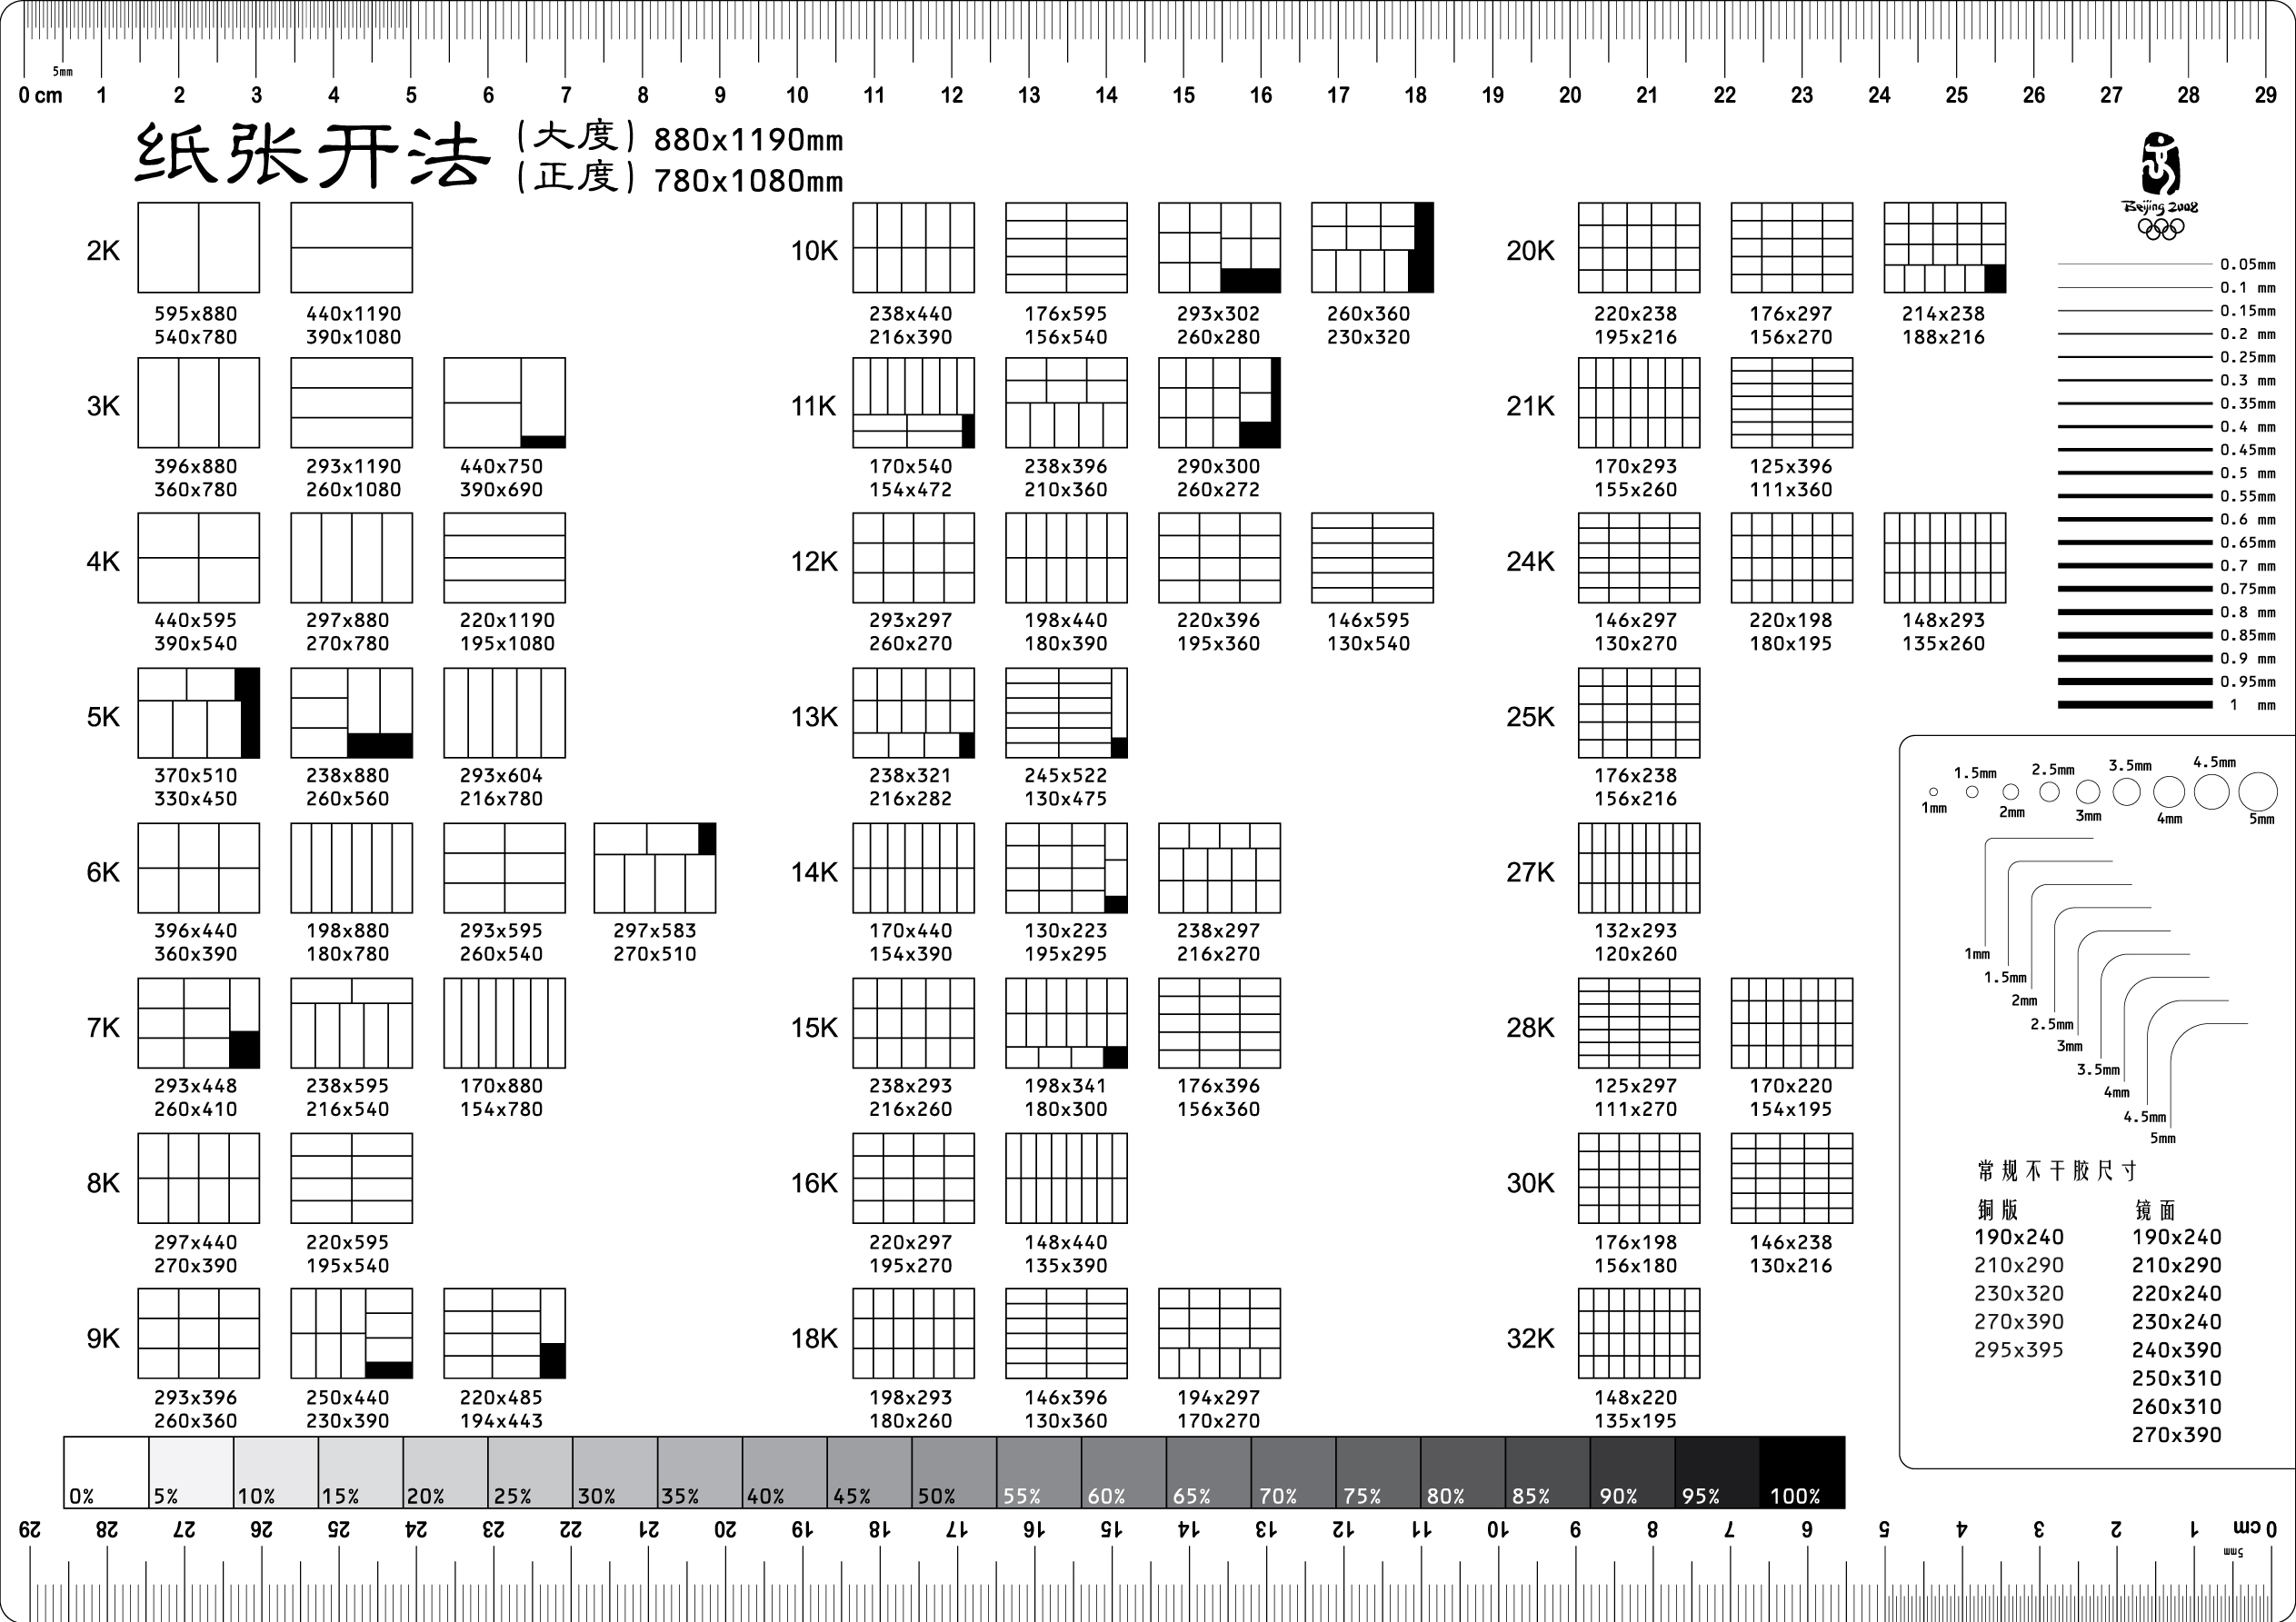 0 cm 1 2 3 4 5 6 7 8 9 10 11 12 13 14 15 16 17 18 19 20 21 22 23 24 25 26 27 28 29
5mm
纸张开法
(大度) 880x1190mm
(正度) 780x1080mm
2K
595x880
540x780
440x1190
390x1080
3K
396x880
360x780
293x1190
260x1080
440x750
390x690
4K
440x595
390x540
297x880
270x780
220x1190
195x1080
5K
370x510
330x450
238x880
260x560
293x604
216x780
6K
396x440
360x390
198x880
180x780
293x595
260x540
297x583
270x510
7K
293x448
260x410
238x595
216x540
170x880
154x780
8K
297x440
270x390
220x595
195x540
9K
293x396
260x360
250x440
230x390
220x485
194x443
10K
238x440
216x390
176x595
156x540
293x302
260x280
260x360
230x320
11K
170x540
154x472
238x396
210x360
290x300
260x272
12K
293x297
260x270
198x440
180x390
220x396
195x360
146x595
130x540
13K
238x321
216x282
245x522
130x475
14K
170x440
154x390
130x223
195x295
238x297
216x270
15K
238x293
216x260
198x341
180x300
176x396
156x360
16K
220x297
195x270
148x440
135x390
18K
198x293
180x260
146x396
130x360
194x297
170x270
20K
220x238
195x216
176x297
156x270
214x238
188x216
21K
170x293
155x260
125x396
111x360
24K
146x297
130x270
220x198
180x195
148x293
135x260
25K
176x238
156x216
27K
132x293
120x260
28K
125x297
111x270
170x220
154x195
30K
176x198
156x180
146x238
130x216
32K
148x220
135x195
Beijing 2008
0.05mm
0.1 mm
0.15mm
0.2 mm
0.25mm
0.3 mm
0.35mm
0.4 mm
0.45mm
0.5 mm
0.55mm
0.6 mm
0.65mm
0.7 mm
0.75mm
0.8 mm
0.85mm
0.9 mm
0.95mm
1 mm
1mm 1.5mm 2mm 2.5mm 3mm 3.5mm 4mm 4.5mm 5mm
1mm
1.5mm
2mm
2.5mm
3mm
3.5mm
4mm
4.5mm
5mm
常规不干胶尺寸
铜版
190x240
210x290
230x320
270x390
295x395
镜面
190x240
210x290
220x240
230x240
240x390
250x310
260x310
270x390
0% 5% 10% 15% 20% 25% 30% 35% 40% 45% 50% 55% 60% 65% 70% 75% 80% 85% 90% 95% 100%
0 cm 1 2 3 4 5 6 7 8 9 10 11 12 13 14 15 16 17 18 19 20 21 22 23 24 25 26 27 28 29
5mm